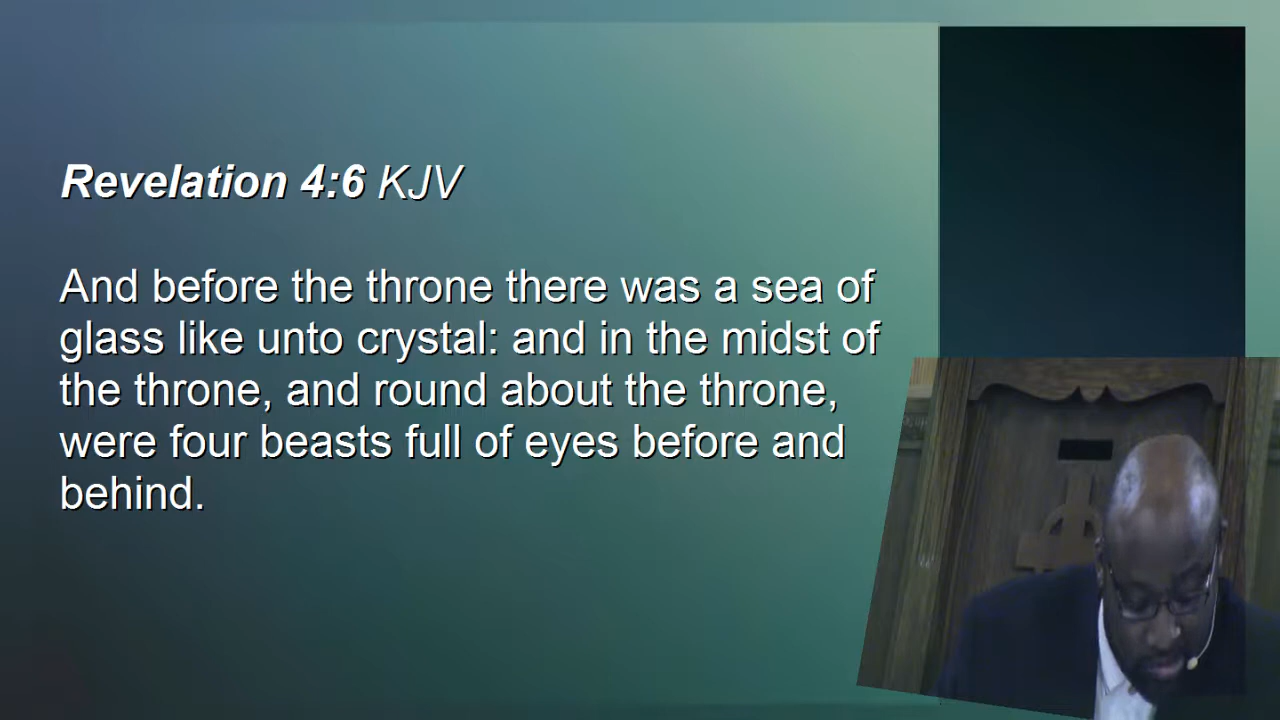 Revelation 4:6 KJV
And before the throne there was a sea of
glass like unto crystal: and in the midst of
the throne, and round about the throne,
were four beasts full of eyes before and
behind.